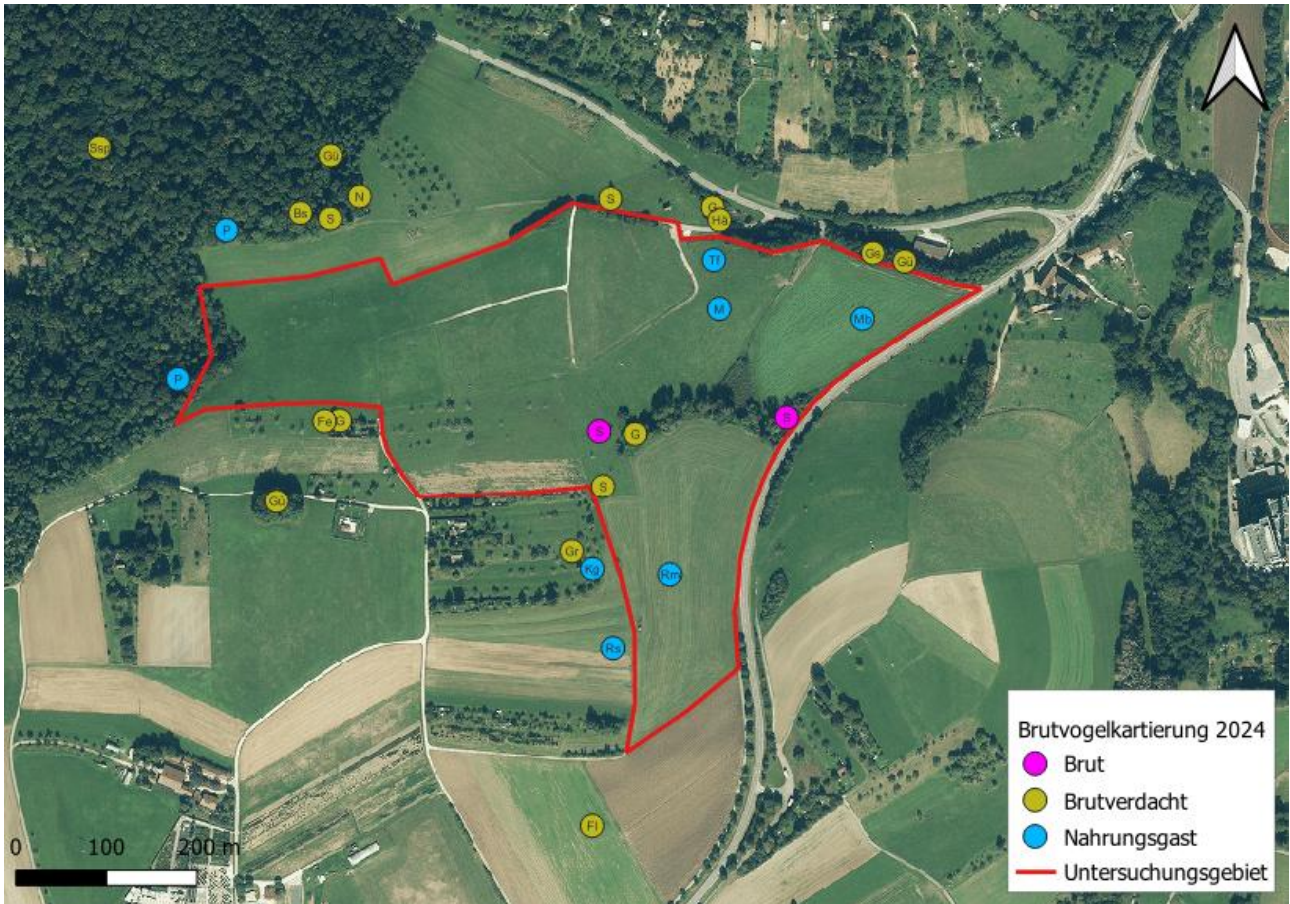 Ssp
Gü
N
Bs
S
P
S
G
Hä
Gs
Gü
Tf
M
Mb
P
Fe
G
S
G
S
S
Gü
Gr
Kg
Rm
Rs
Fl
Brutvogelkartierung 2024
Brut
Brutverdacht
Nahrungsgast
Untersuchungsgebiet
0 100 200 m